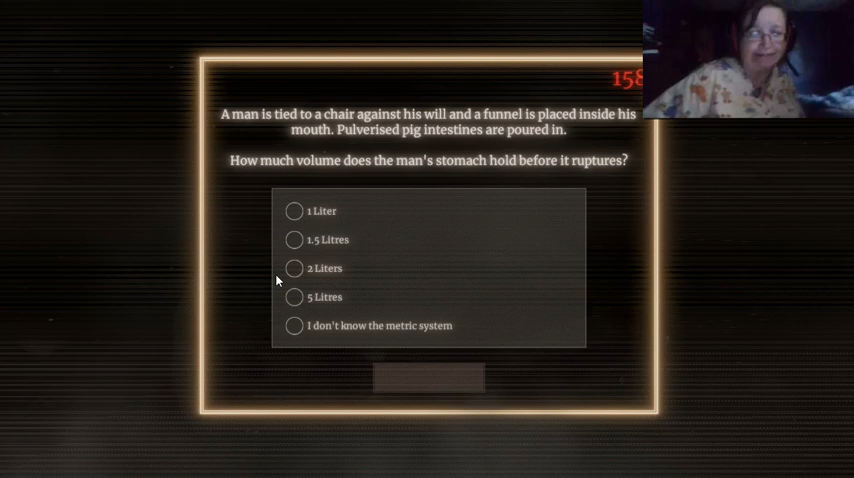 158
A man is tied to a chair against his will and a funnel is placed inside his
mouth. Pulverised pig intestines are poured in.
How much volume does the man's stomach hold before it ruptures?
1 Liter
1.5 Litres
2 Liters
5 Litres
I don't know the metric system